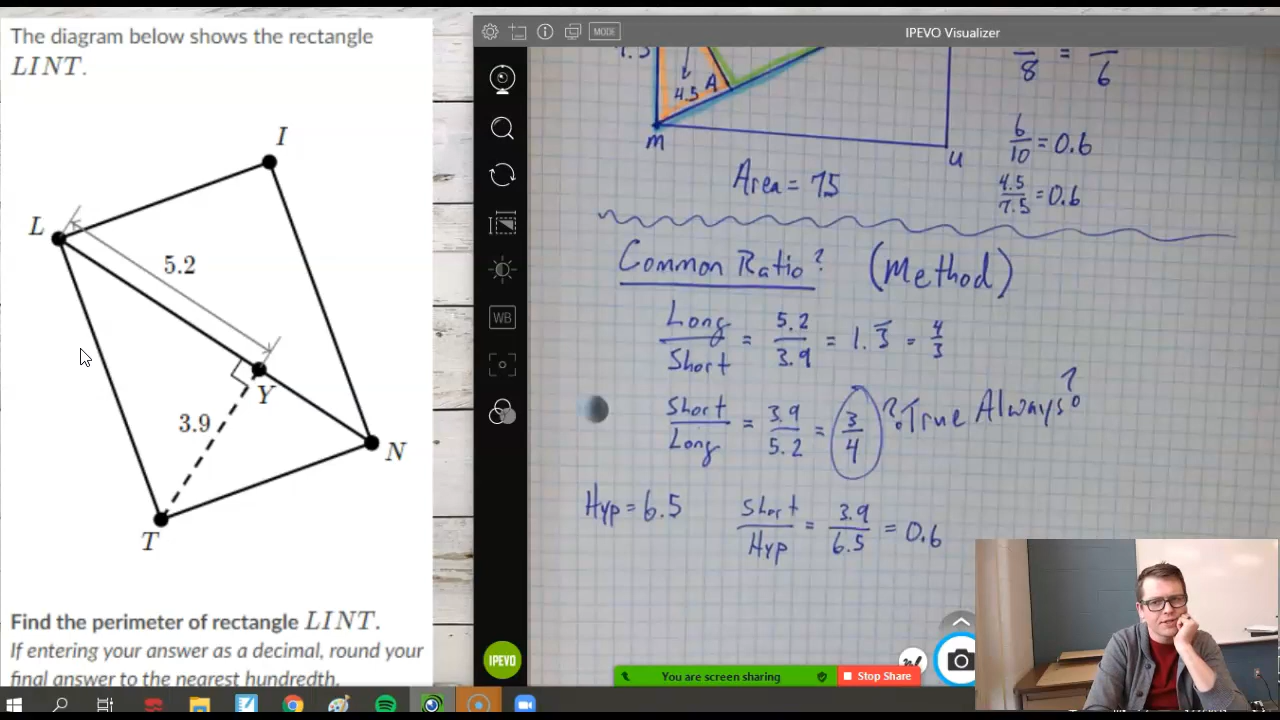 The diagram below shows the rectangle
LINT.
I
L
5.2
Y
3.9
N
T
Find the perimeter of rectangle LINT.
If entering your answer as a decimal, round your
final answer to the nearest hundredth.
MODE
IPEVO Visualizer
WB
IPEVO
4.5 A
M
U
8 = 6
Area = 75
6/10 = 0.6
4.5/7.5 = 0.6
Common Ratio? (Method)
Long/Short = 5.2/3.9 = 1.3̅ = 4/3
Short/Long = 3.9/5.2 = 3/4 ?: True Always?
Hyp = 6.5 Short/Hyp = 3.9/6.5 = 0.6
You are screen sharing
Stop Share